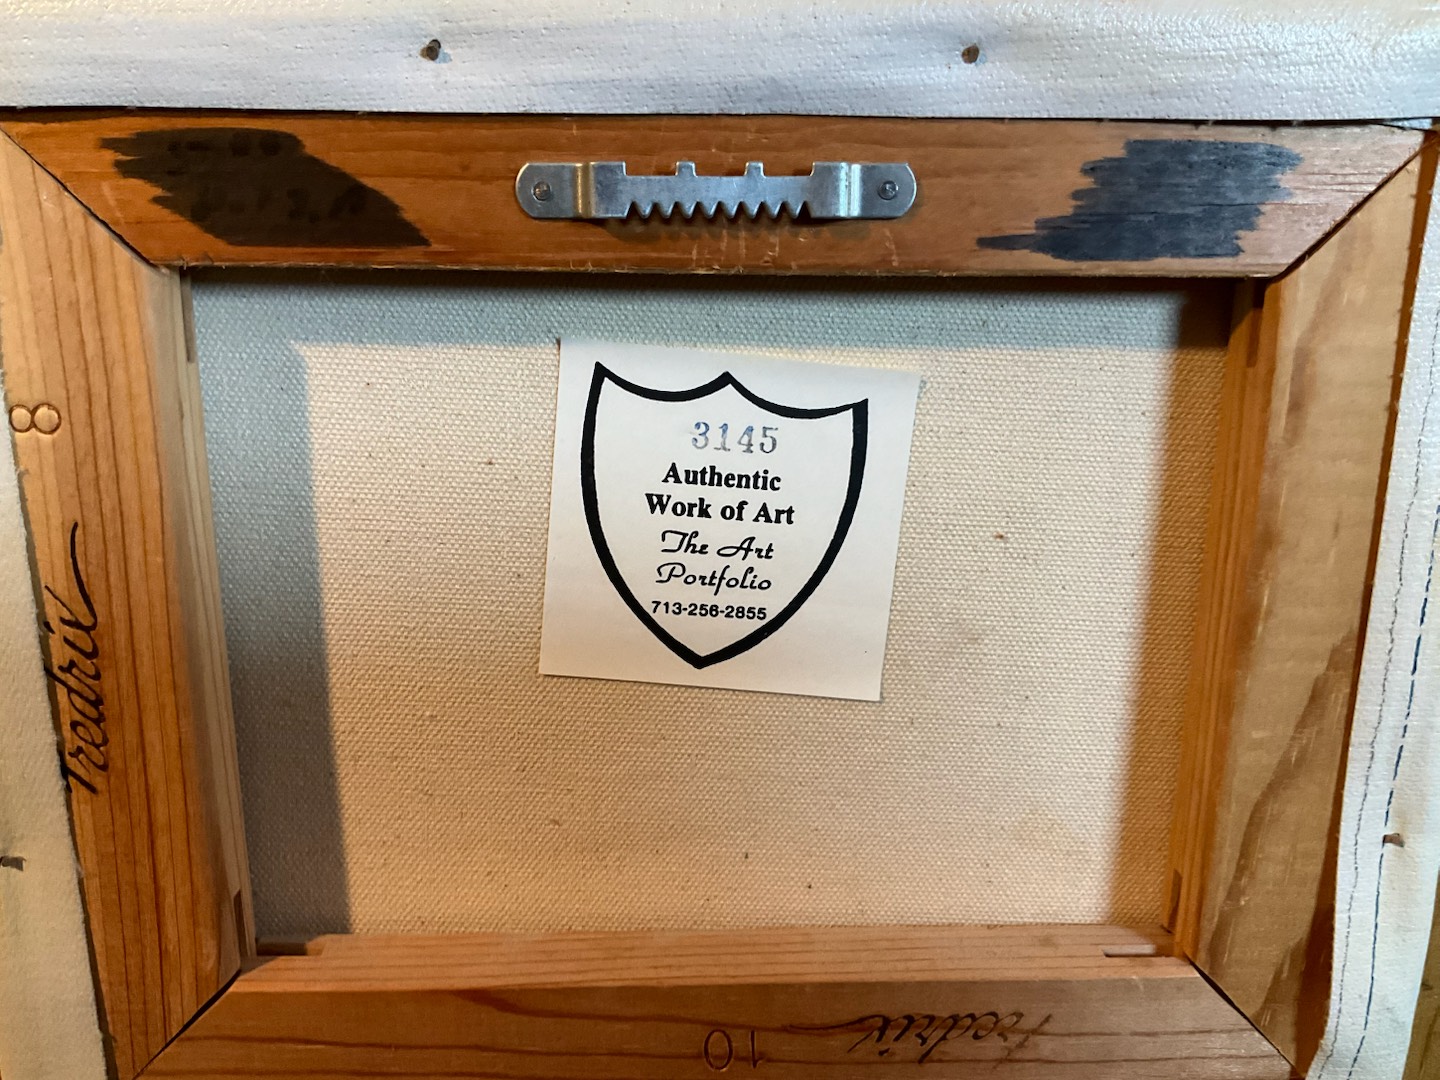 3145
Authentic
Work of Art
The Art
Portfolio
713-256-2855
8
Fredrix
Fredrix
10